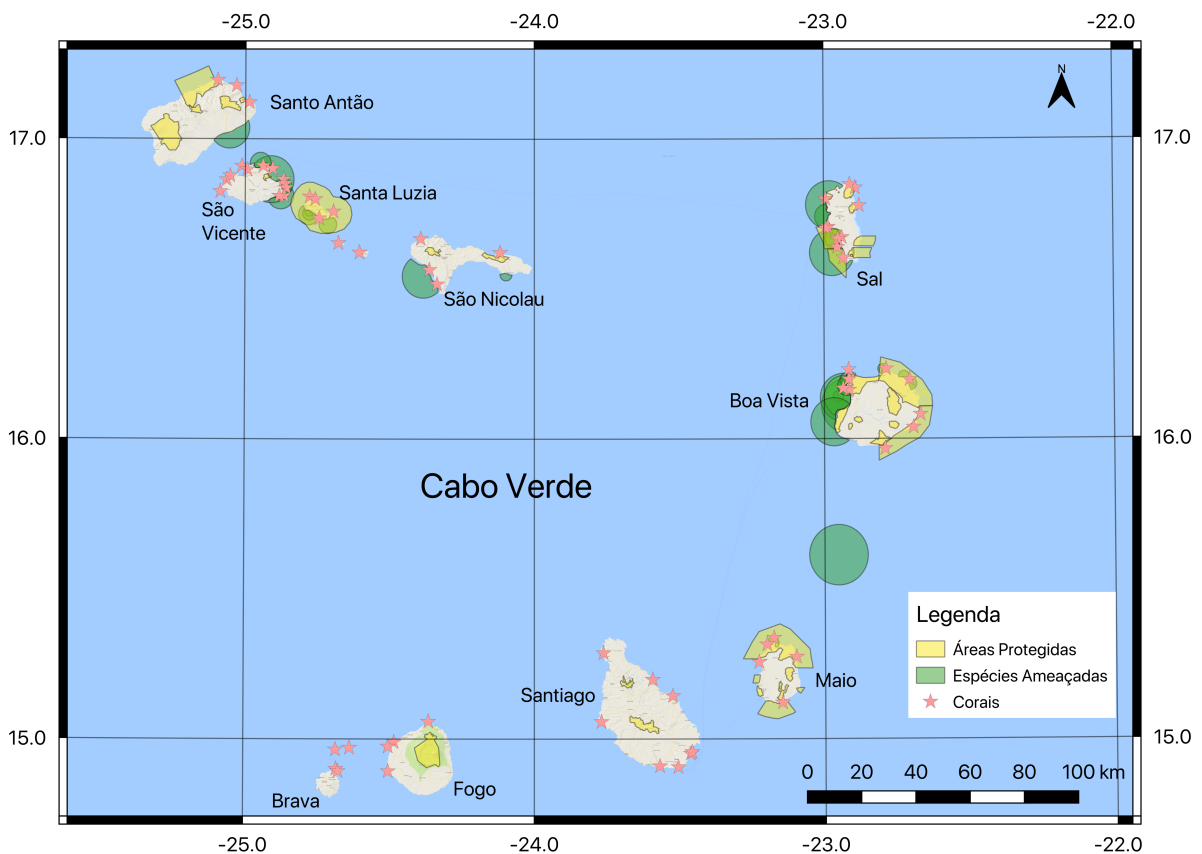 -25.0 -24.0 -23.0 -22.0
N
Santo Antão
17.0 17.0
Santa Luzia
São
Vicente
São Nicolau
Sal
Boa Vista
16.0 16.0
Cabo Verde
Legenda
Áreas Protegidas
Espécies Ameaçadas
Corais
Maio
Santiago
15.0 15.0
Fogo
Brava
0 20 40 60 80 100 km
-25.0 -24.0 -23.0 -22.0